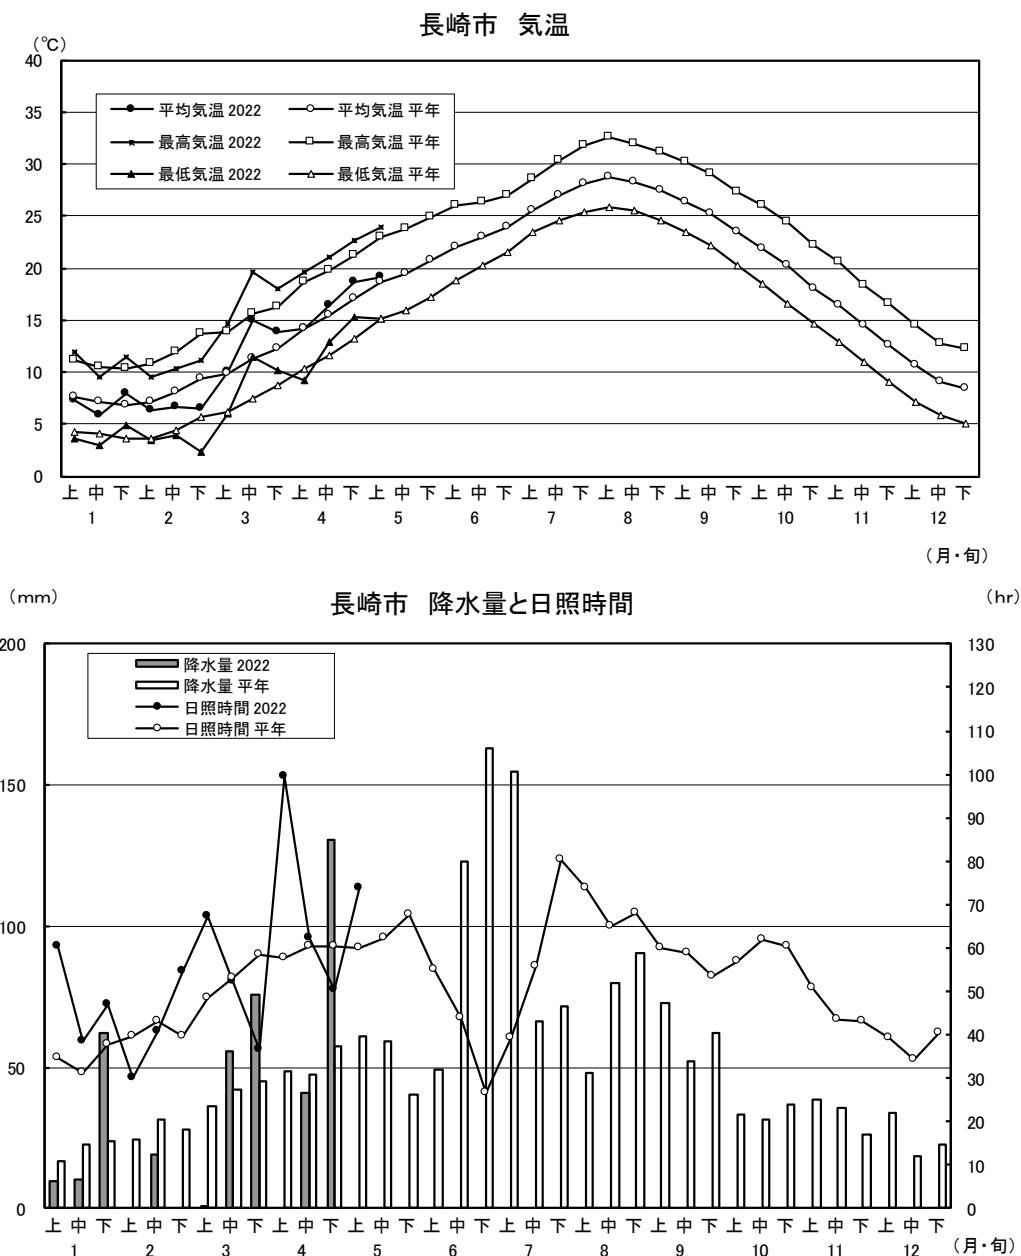 長崎市 気温
(℃)
40
35
30
25
20
15
10
5
0
平均気温 2022 平均気温 平年
最高気温 2022 最高気温 平年
最低気温 2022 最低気温 平年
上 中 下 上 中 下 上 中 下 上 中 下 上 中 下 上 中 下 上 中 下 上 中 下 上 中 下 上 中 下 上 中 下 上 中 下
1 2 3 4 5 6 7 8 9 10 11 12
(月・旬)
(mm) 長崎市 降水量と日照時間 (hr)
200
150
100
50
0
130
120
110
100
90
80
70
60
50
40
30
20
10
0
降水量 2022
降水量 平年
日照時間 2022
日照時間 平年
上 中 下 上 中 下 上 中 下 上 中 下 上 中 下 上 中 下 上 中 下 上 中 下 上 中 下 上 中 下 上 中 下 上 中 下
1 2 3 4 5 6 7 8 9 10 11 12 (月・旬)